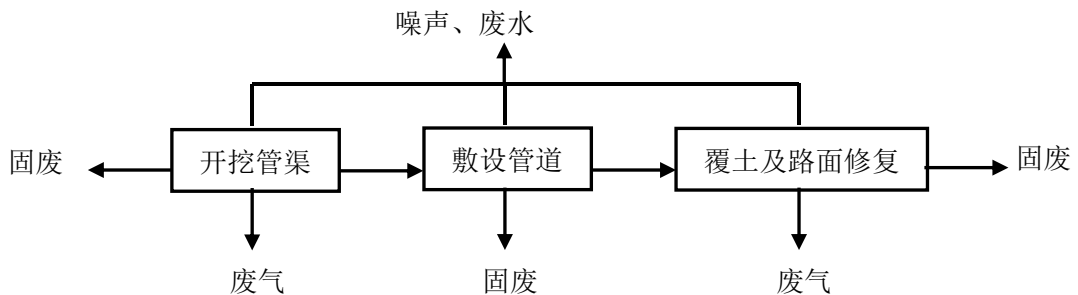 噪声、废水
固废
开挖管渠
敷设管道
覆土及路面修复
固废
废气
固废
废气